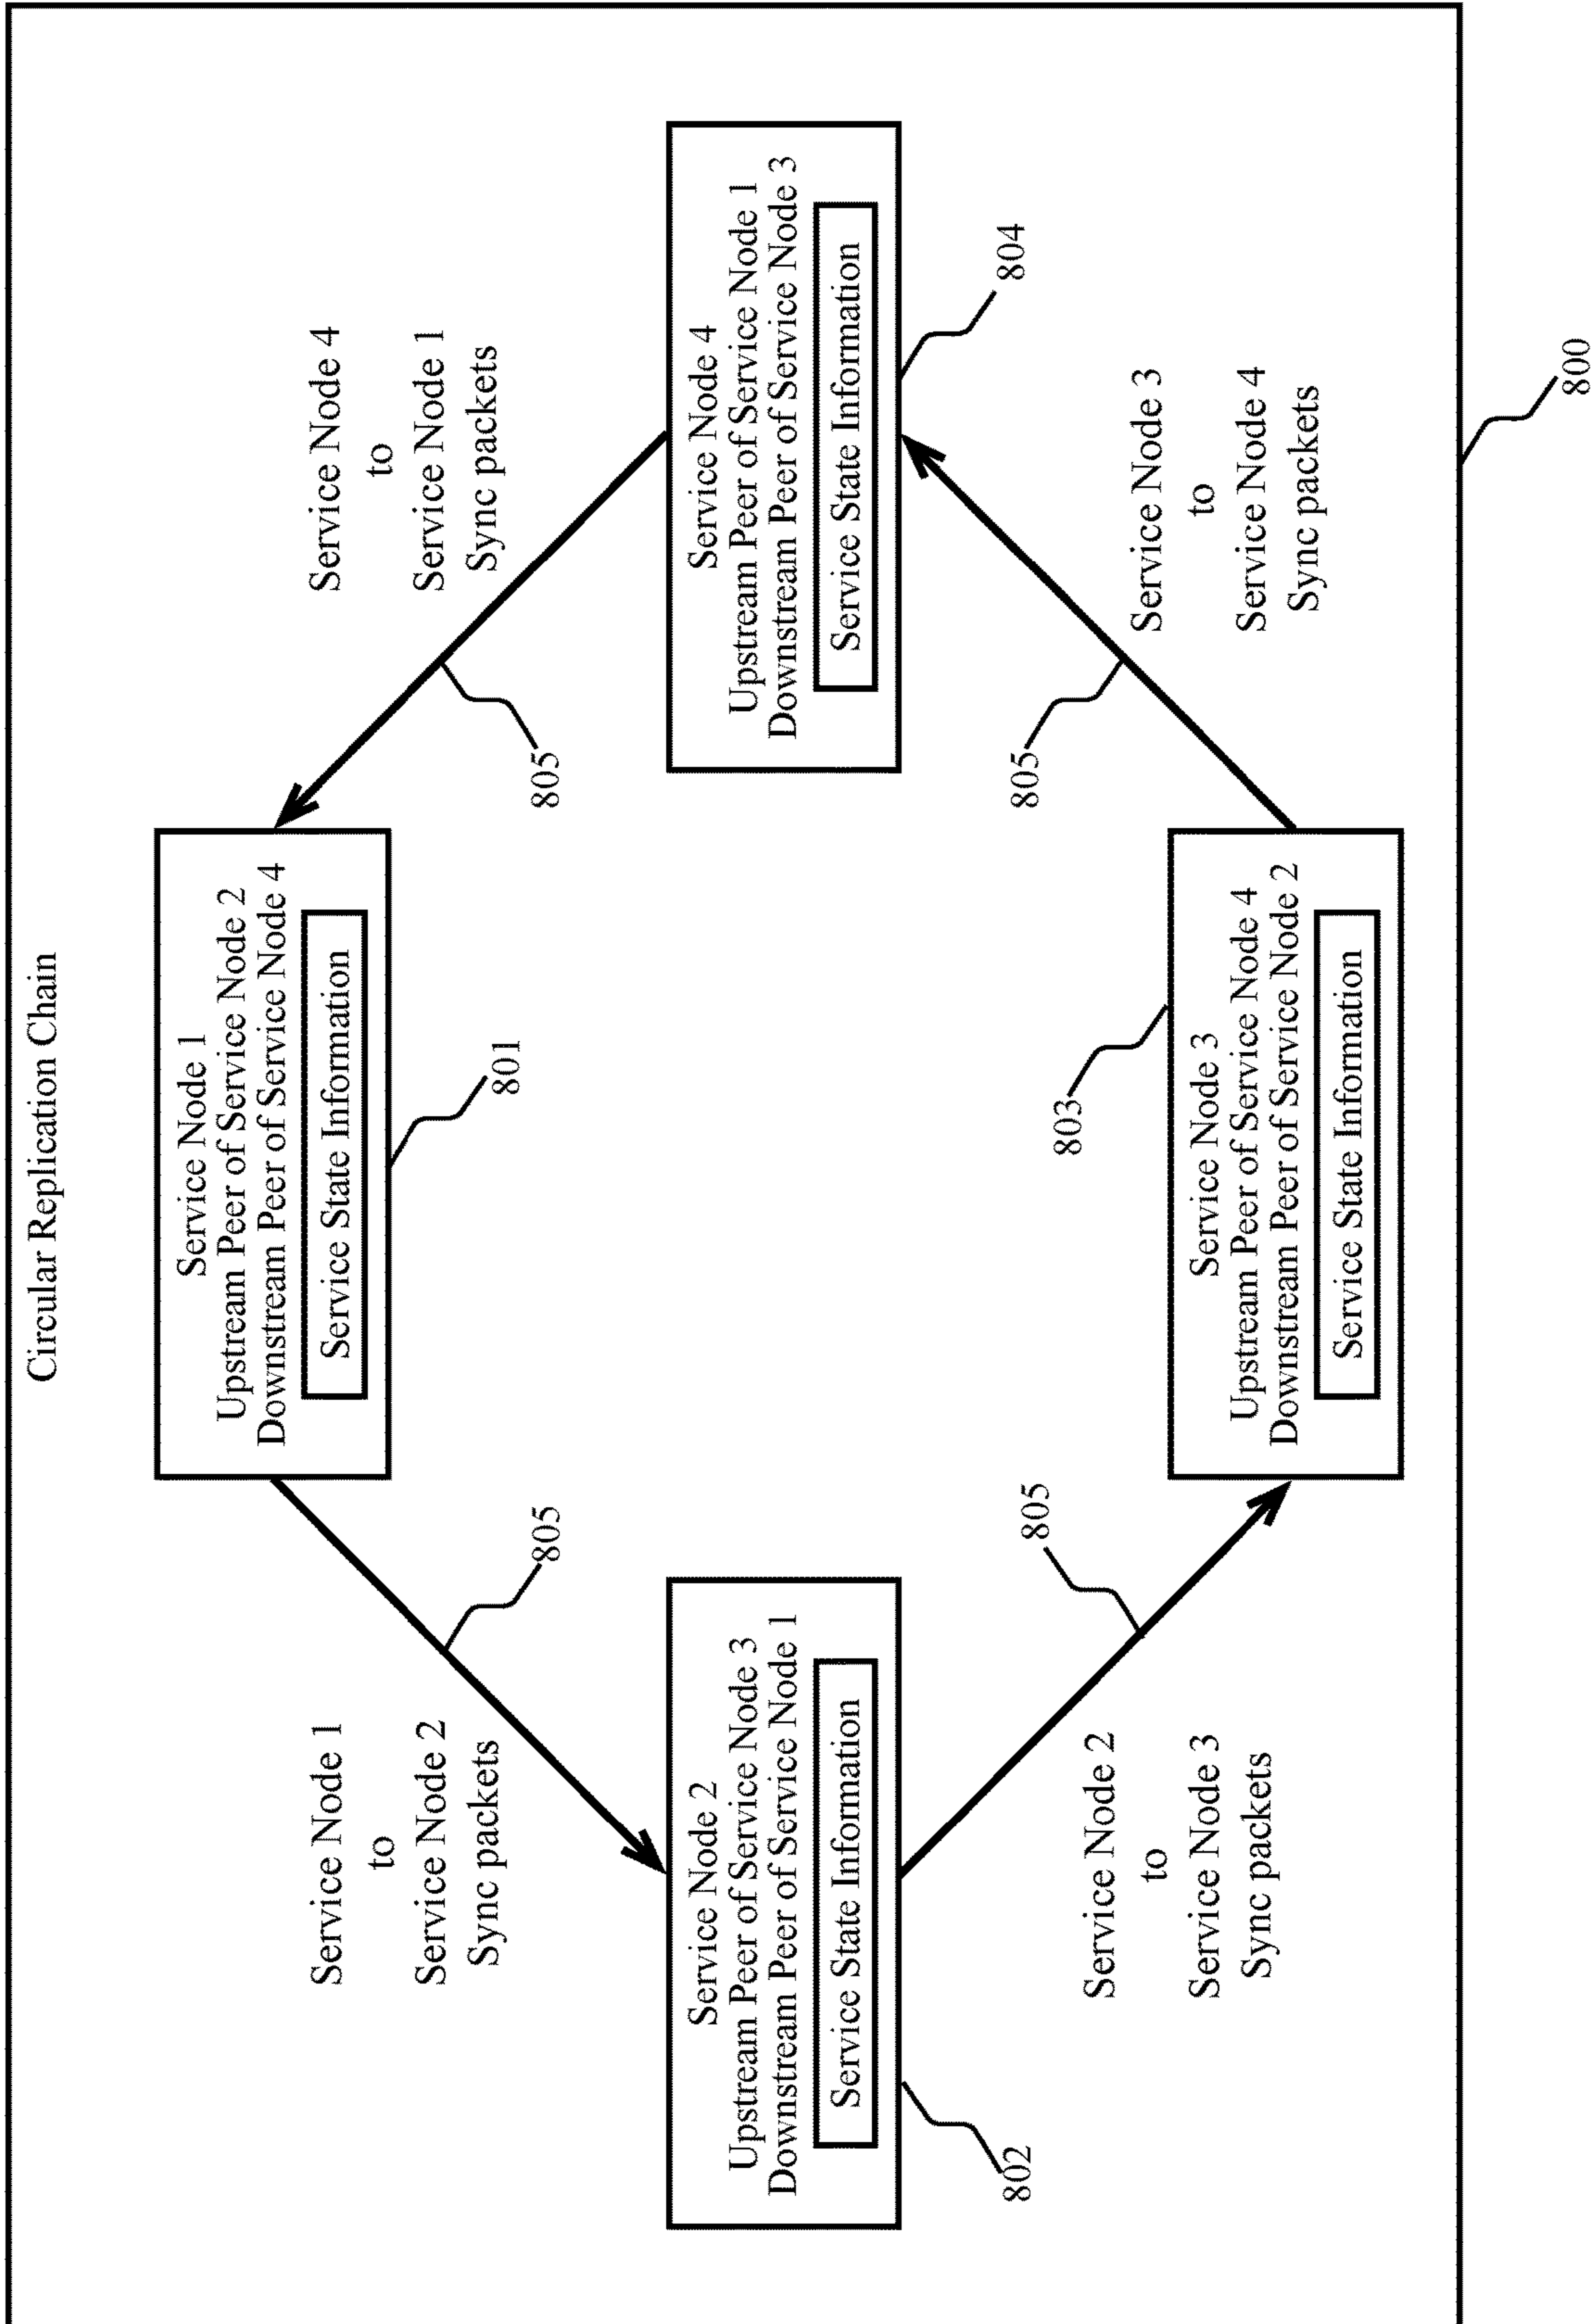 Circular Replication Chain
Service Node 1
Upstream Peer of Service Node 2
Downstream Peer of Service Node 4
Service State Information
801
Service Node 1
to
Service Node 2
Sync packets
805
Service Node 4
to
Service Node 1
Sync packets
805
Service Node 2
Upstream Peer of Service Node 3
Downstream Peer of Service Node 1
Service State Information
802
Service Node 4
Upstream Peer of Service Node 1
Downstream Peer of Service Node 3
Service State Information
804
Service Node 2
to
Service Node 3
Sync packets
805
Service Node 3
to
Service Node 4
Sync packets
805
803
Service Node 3
Upstream Peer of Service Node 4
Downstream Peer of Service Node 2
Service State Information
800